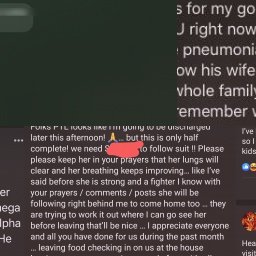 s for my go
U right now
pneumonia
ow his wife
whole family
remember w
Folks PTL looks like I'm going to be discharged
later this afternoon! 🙏 .. but this is only half
complete! we need S to follow suit !! Please
please keep her in your prayers that her lungs will
clear and her breathing keeps improving... like I've
said before she is strong and a fighter I know with
your prayers / comments / posts she will be
following right behind me to come home too ... they
are trying to work it out where I can go see her
before leaving that'll be nice ... I appreciate everyone
and all you have done for us during the past month
... leaving food checking in on us at the house
er
nega
lpha
He
I've
so I
kids
Hea
visit